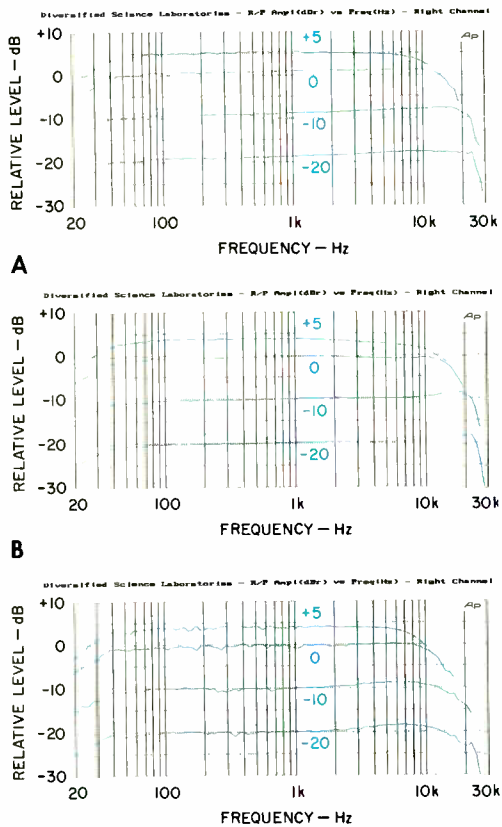 Diversified Science Laboratories - R/P Ampl(dBr) vs Freq(Hz) - Right Channel
+10
+5
Ap
0
0
-10
-10
-20
-20
-30
RELATIVE LEVEL - dB
20 100 1k 10k 30k
FREQUENCY - Hz
A
Diversified Science Laboratories - R/P Ampl(dBr) vs Freq(Hz) - Right Channel
+10
+5
Ap
0
0
-10
-10
-20
-20
-30
RELATIVE LEVEL - dB
20 100 1k 10k 30k
FREQUENCY - Hz
B
Diversified Science Laboratories - R/P Ampl(dBr) vs Freq(Hz) - Right Channel
+10
+5
Ap
0
0
-10
-10
-20
-20
-30
RELATIVE LEVEL - dB
20 100 1k 10k 30k
FREQUENCY - Hz